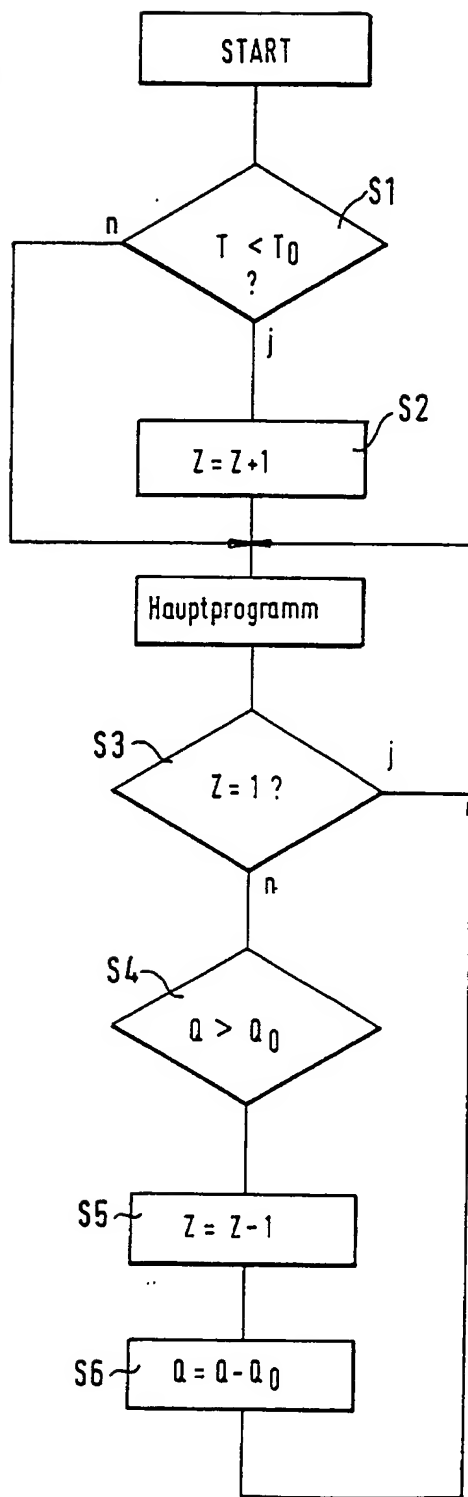 START
S1
n
T < T₀
?
j
S2
Z = Z+1
Hauptprogramm
S3
j
Z = 1 ?
n
S4
Q > Q₀
S5
Z = Z-1
S6
Q = Q-Q₀